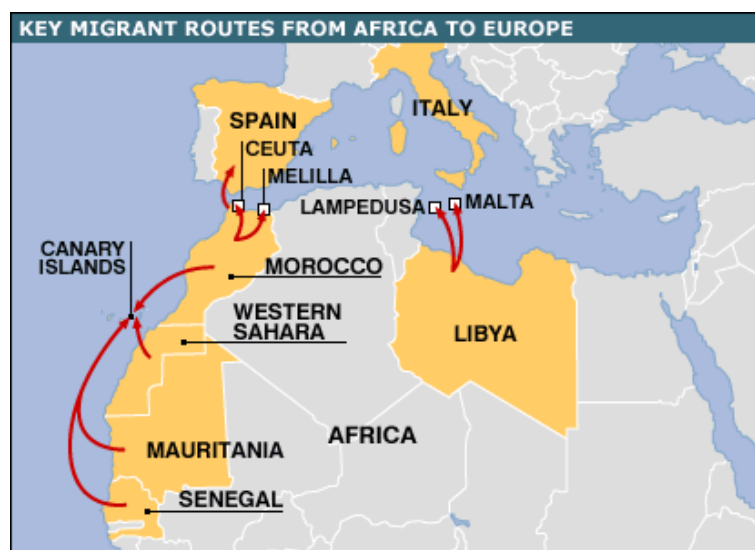 KEY MIGRANT ROUTES FROM AFRICA TO EUROPE
ITALY
SPAIN
CEUTA
MELILLA
LAMPEDUSA
MALTA
CANARY
ISLANDS
MOROCCO
WESTERN
SAHARA
LIBYA
AFRICA
MAURITANIA
SENEGAL